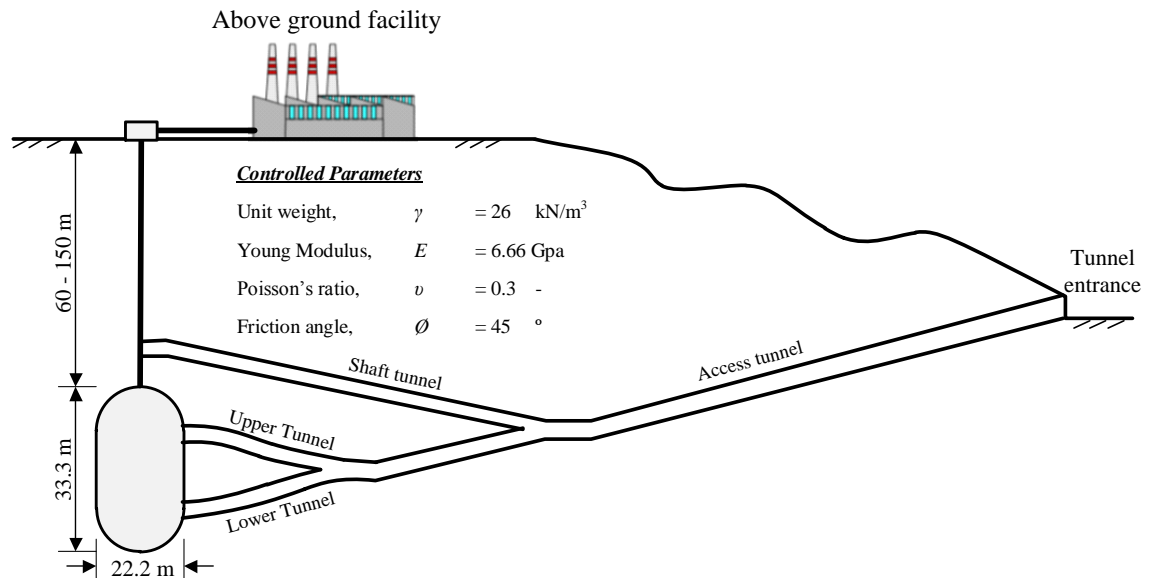 Above ground facility
Controlled Parameters
Unit weight, γ = 26 kN/m³
Young Modulus, E = 6.66 Gpa
Poisson's ratio, υ = 0.3 -
Friction angle, Ø = 45 º
60 - 150 m
33.3 m
22.2 m
Shaft tunnel
Upper Tunnel
Lower Tunnel
Access tunnel
Tunnel
entrance